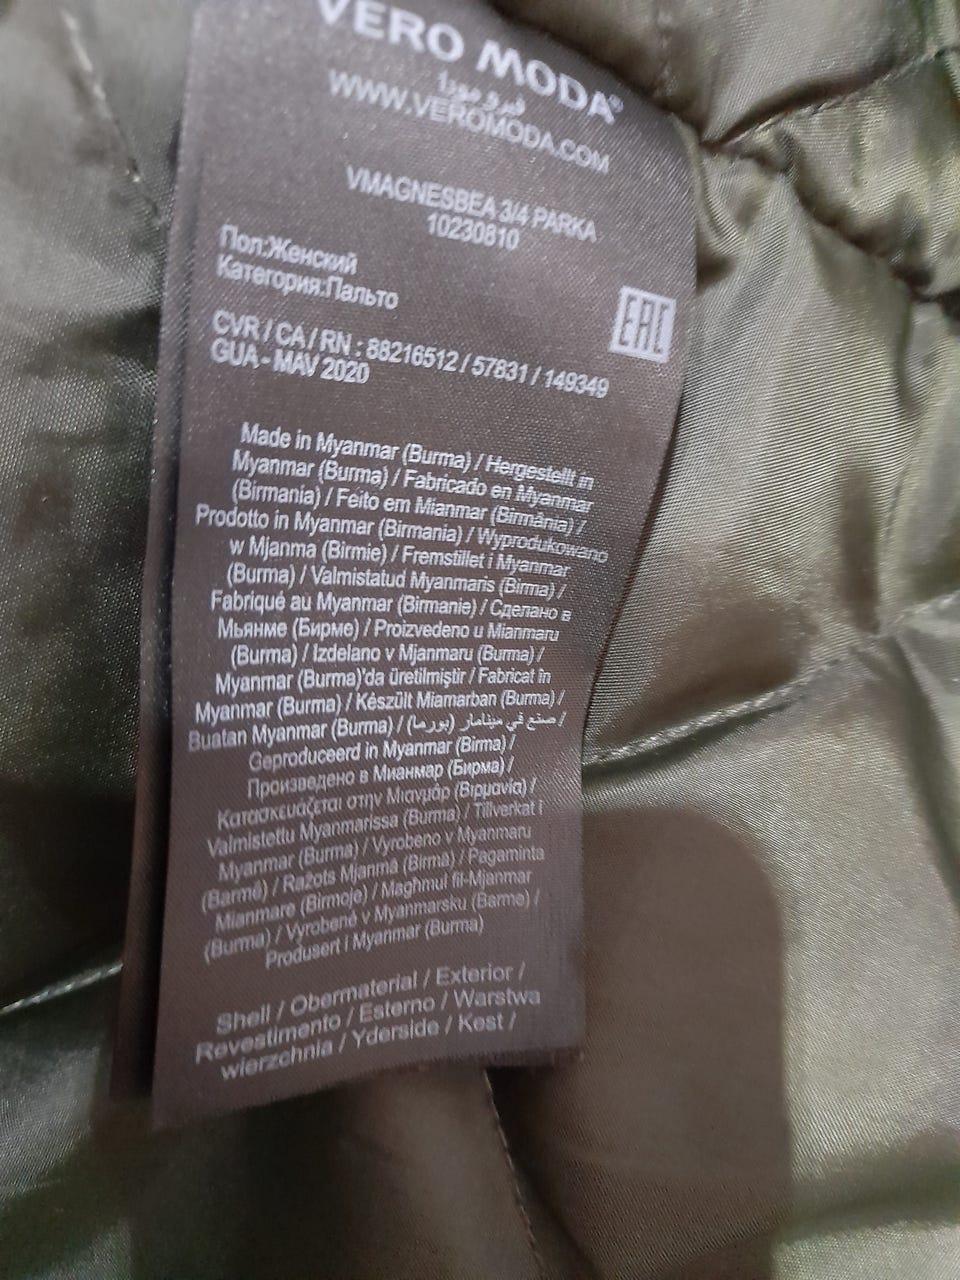 VERO MODA®
فيرو مودا
WWW.VEROMODA.COM
VMAGNESBEA 3/4 PARKA
10230810
Пол:Женский
Категория:Пальто
EAC
CVR / CA / RN : 88216512 / 57831 / 149349
GUA - MAV 2020
Made in Myanmar (Burma) / Hergestellt in
Myanmar (Burma) / Fabricado en Myanmar
(Birmania) / Feito em Mianmar (Birmânia) /
Prodotto in Myanmar (Birmania) / Wyprodukowano
w Mjanma (Birmie) / Fremstillet i Myanmar
(Burma) / Valmistatud Myanmaris (Birma) /
Fabriqué au Myanmar (Birmanie) / Сделано в
Мьянме (Бирме) / Proizvedeno u Mianmaru
(Burma) / Izdelano v Mjanmaru (Burma) /
Myanmar (Burma)'da üretilmiştir / Fabricat în
Myanmar (Burma) / Készült Miamarban (Burma) /
Buatan Myanmar (Burma) / صنع في ميانمار (بورما) /
Geproduceerd in Myanmar (Birma) /
Произведено в Мианмар (Бирма) /
Κατασκευάζεται στην Μιανμάρ (Βιρμανία) /
Valmistettu Myanmarissa (Burma) / Tillverkat i
Myanmar (Burma) / Vyrobeno v Myanmaru
(Barmě) / Ražots Mjanmā (Birmā) / Pagaminta
Mianmare (Birmoje) / Magħmul fil-Mjanmar
(Burma) / Vyrobené v Myanmarsku (Barme) /
Produsert i Myanmar (Burma)
Shell / Obermaterial / Exterior /
Revestimento / Esterno / Warstwa
wierzchnia / Yderside / Kest /